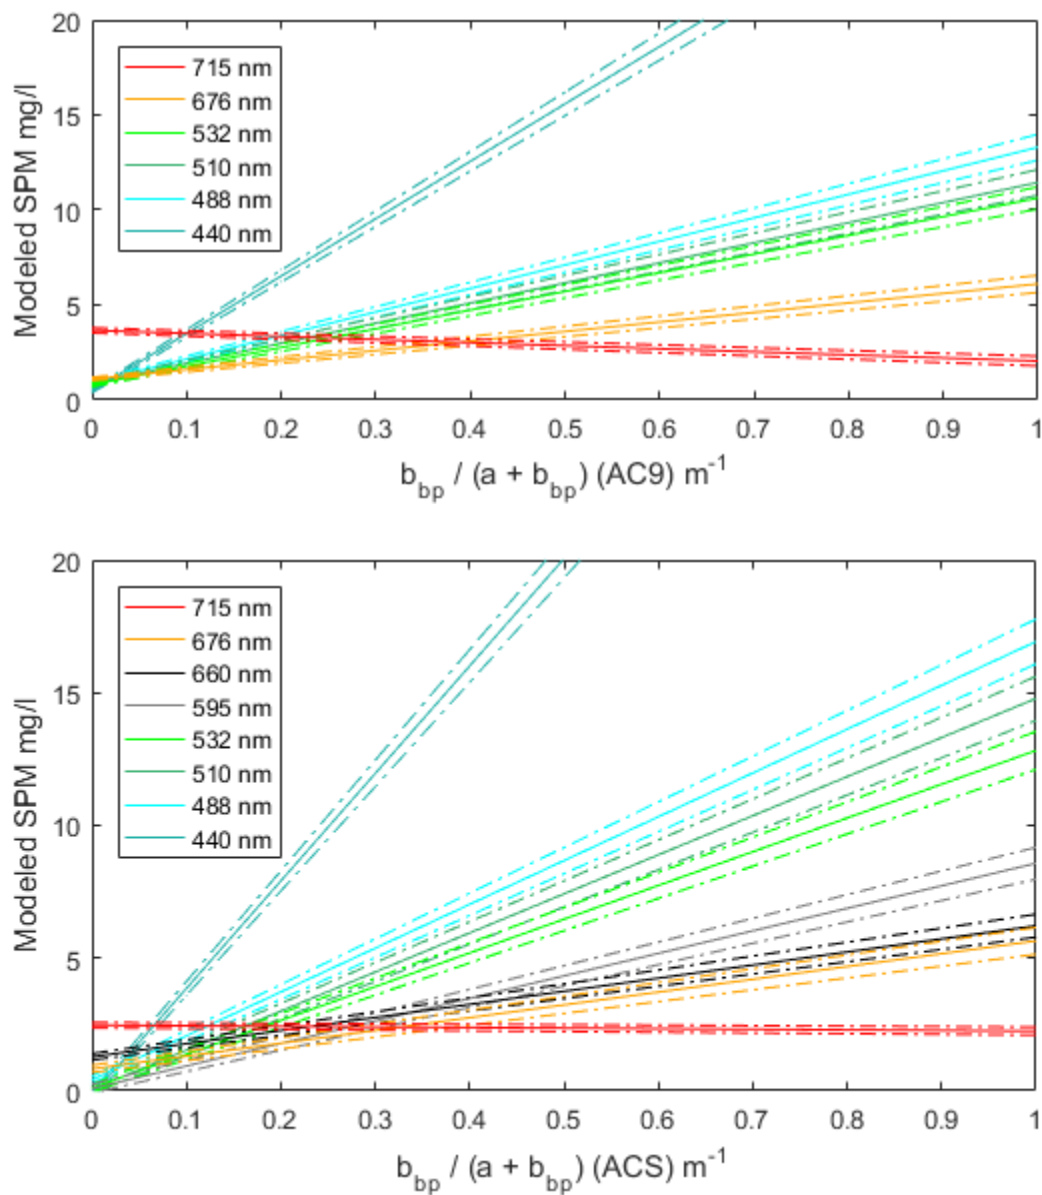 20
15
10
5
0
Modeled SPM mg/l
715 nm
676 nm
532 nm
510 nm
488 nm
440 nm
0 0.1 0.2 0.3 0.4 0.5 0.6 0.7 0.8 0.9 1
b_bp / (a + b_bp) (AC9) m^-1
20
15
10
5
0
Modeled SPM mg/l
715 nm
676 nm
660 nm
595 nm
532 nm
510 nm
488 nm
440 nm
0 0.1 0.2 0.3 0.4 0.5 0.6 0.7 0.8 0.9 1
b_bp / (a + b_bp) (ACS) m^-1